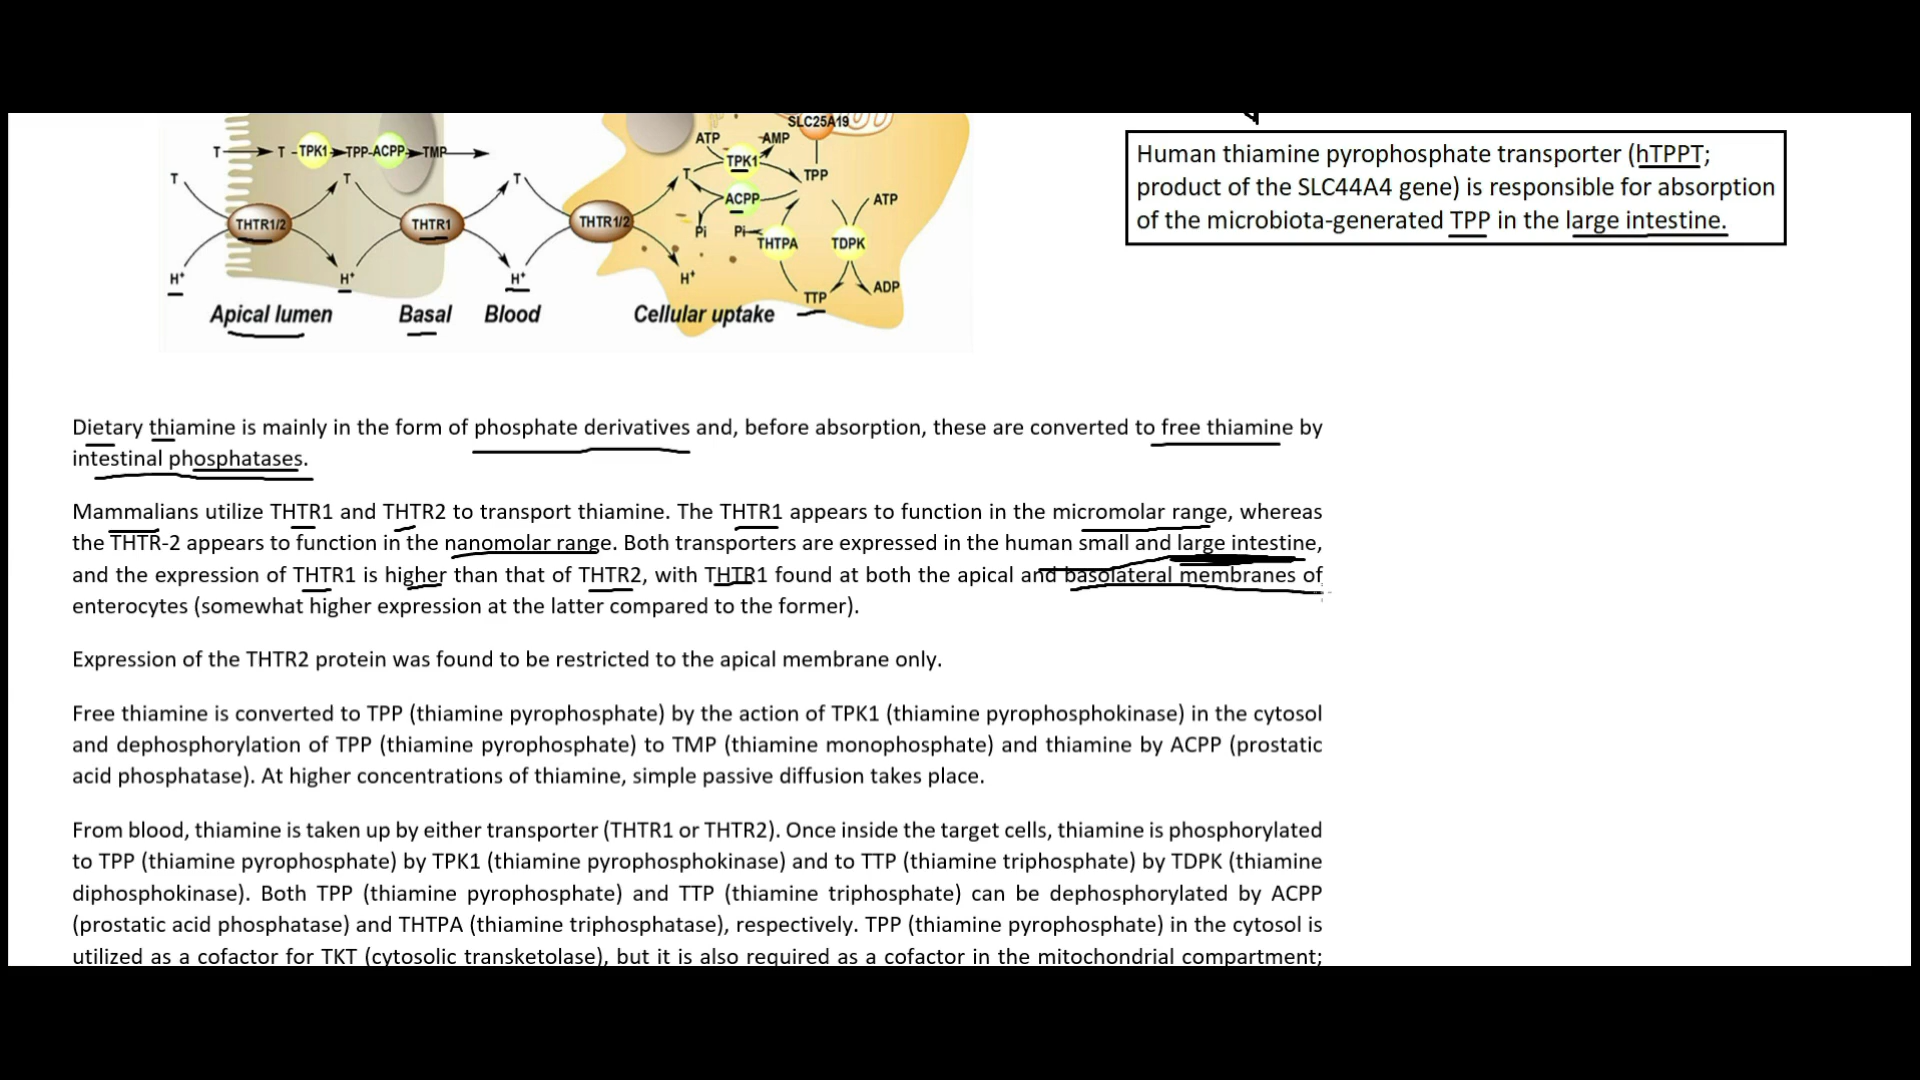 SLC25A19
ATP AMP
T T TPK1 TPP ACPP TMP
TPK1
T T T T TPP
ACPP ATP
THTR1/2 THTR1 THTR1/2
Pi Pi THTPA TDPK
H+ H+ H+ H+
TTP ADP
Apical lumen Basal Blood Cellular uptake
Human thiamine pyrophosphate transporter (hTPPT;
product of the SLC44A4 gene) is responsible for absorption
of the microbiota-generated TPP in the large intestine.
Dietary thiamine is mainly in the form of phosphate derivatives and, before absorption, these are converted to free thiamine by
intestinal phosphatases.
Mammalians utilize THTR1 and THTR2 to transport thiamine. The THTR1 appears to function in the micromolar range, whereas
the THTR-2 appears to function in the nanomolar range. Both transporters are expressed in the human small and large intestine,
and the expression of THTR1 is higher than that of THTR2, with THTR1 found at both the apical and basolateral membranes of
enterocytes (somewhat higher expression at the latter compared to the former).
Expression of the THTR2 protein was found to be restricted to the apical membrane only.
Free thiamine is converted to TPP (thiamine pyrophosphate) by the action of TPK1 (thiamine pyrophosphokinase) in the cytosol
and dephosphorylation of TPP (thiamine pyrophosphate) to TMP (thiamine monophosphate) and thiamine by ACPP (prostatic
acid phosphatase). At higher concentrations of thiamine, simple passive diffusion takes place.
From blood, thiamine is taken up by either transporter (THTR1 or THTR2). Once inside the target cells, thiamine is phosphorylated
to TPP (thiamine pyrophosphate) by TPK1 (thiamine pyrophosphokinase) and to TTP (thiamine triphosphate) by TDPK (thiamine
diphosphokinase). Both TPP (thiamine pyrophosphate) and TTP (thiamine triphosphate) can be dephosphorylated by ACPP
(prostatic acid phosphatase) and THTPA (thiamine triphosphatase), respectively. TPP (thiamine pyrophosphate) in the cytosol is
utilized as a cofactor for TKT (cytosolic transketolase), but it is also required as a cofactor in the mitochondrial compartment;